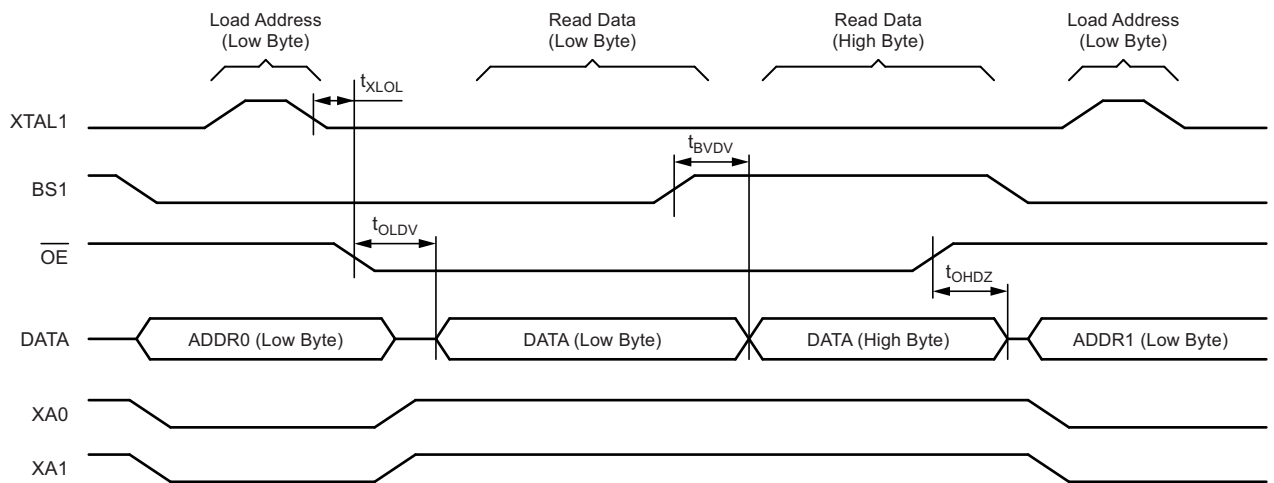 Load Address
(Low Byte)
Read Data
(Low Byte)
Read Data
(High Byte)
Load Address
(Low Byte)
tXLOL
XTAL1
tBVDV
BS1
tOLDV
OE
tOHDZ
DATA
ADDR0 (Low Byte)
DATA (Low Byte)
DATA (High Byte)
ADDR1 (Low Byte)
XA0
XA1